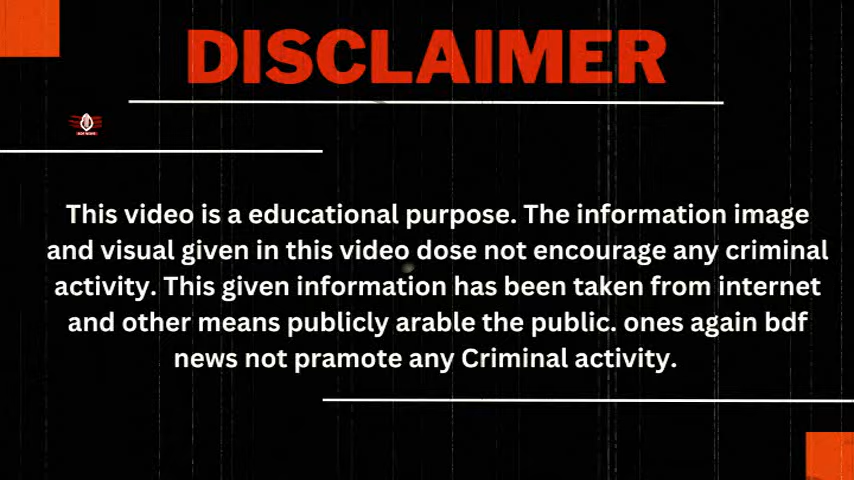 DISCLAIMER
This video is a educational purpose. The information image
and visual given in this video dose not encourage any criminal
activity. This given information has been taken from internet
and other means publicly arable the public. ones again bdf
news not pramote any Criminal activity.